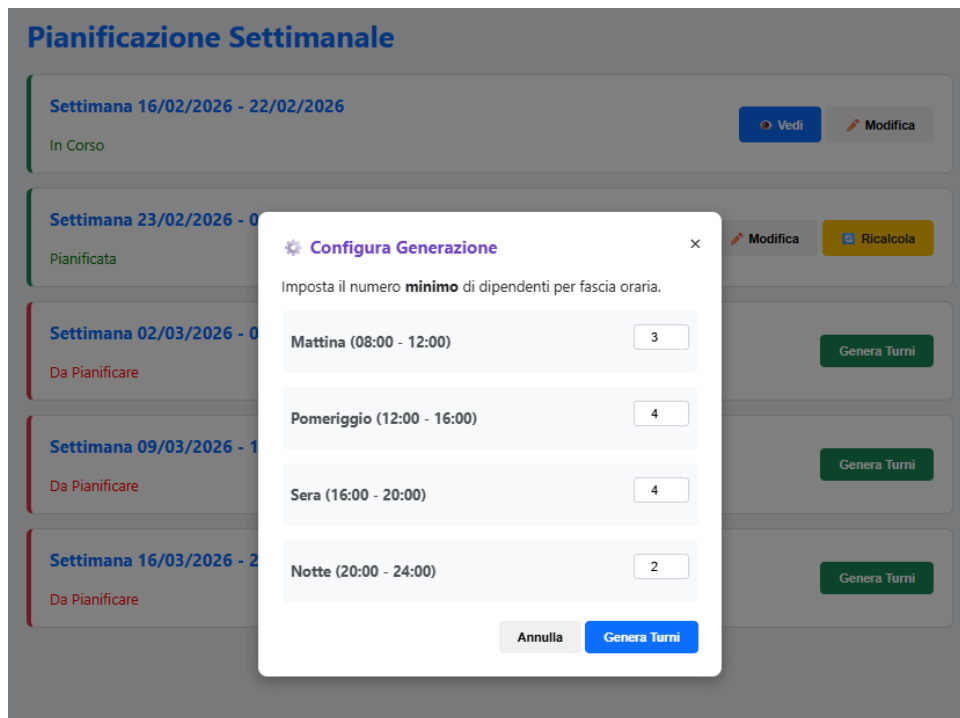 Pianificazione Settimanale
Settimana 16/02/2026 - 22/02/2026
In Corso
Vedi
Modifica
Settimana 23/02/2026 - 0
Pianificata
Modifica
Ricalcola
Settimana 02/03/2026 - 0
Da Pianificare
Genera Turni
Settimana 09/03/2026 - 1
Da Pianificare
Genera Turni
Settimana 16/03/2026 - 2
Da Pianificare
Genera Turni
Configura Generazione ×
Imposta il numero minimo di dipendenti per fascia oraria.
Mattina (08:00 - 12:00) 3
Pomeriggio (12:00 - 16:00) 4
Sera (16:00 - 20:00) 4
Notte (20:00 - 24:00) 2
Annulla
Genera Turni